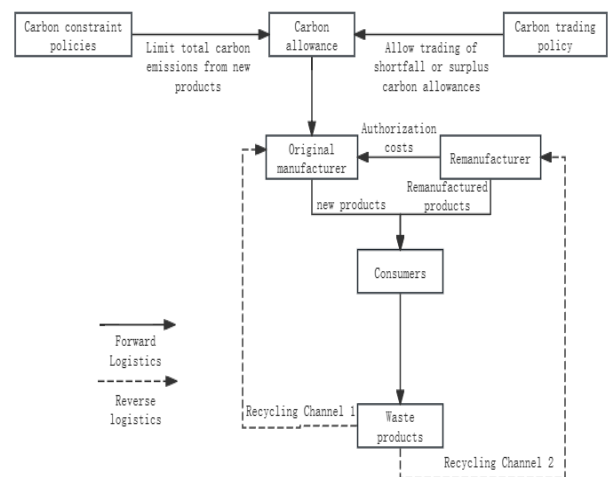 Carbon constraint
policies
Limit total carbon
emissions from new
products
Carbon
allowance
Allow trading of
shortfall or surplus
carbon allowances
Carbon trading
policy
Original
manufacturer
Authorization
costs
Remanufacturer
new products
Remanufactured
products
Consumers
Forward
Logistics
Reverse
logistics
Recycling Channel 1
Waste
products
Recycling Channel 2